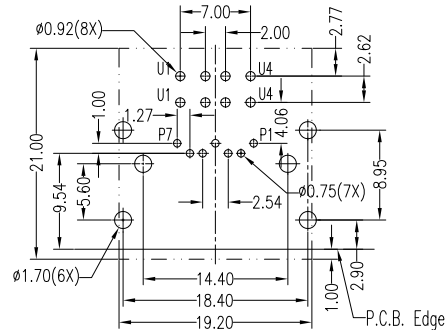 7.00
2.77
ø0.92(8X)
2.00
2.62
U1
U4
U1
U4
1.00
1.27
4.06
P7
P1
21.00
9.54
5.60
ø0.75(7X)
8.95
2.54
ø1.70(6X)
14.40
1.00
2.90
18.40
P.C.B. Edge
19.20